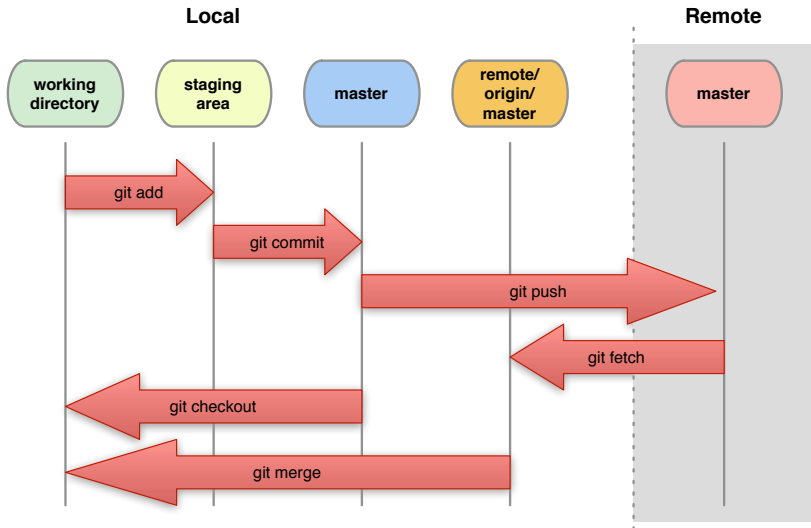 Local
Remote
working
directory
staging
area
master
remote/
origin/
master
master
git add
git commit
git push
git fetch
git checkout
git merge